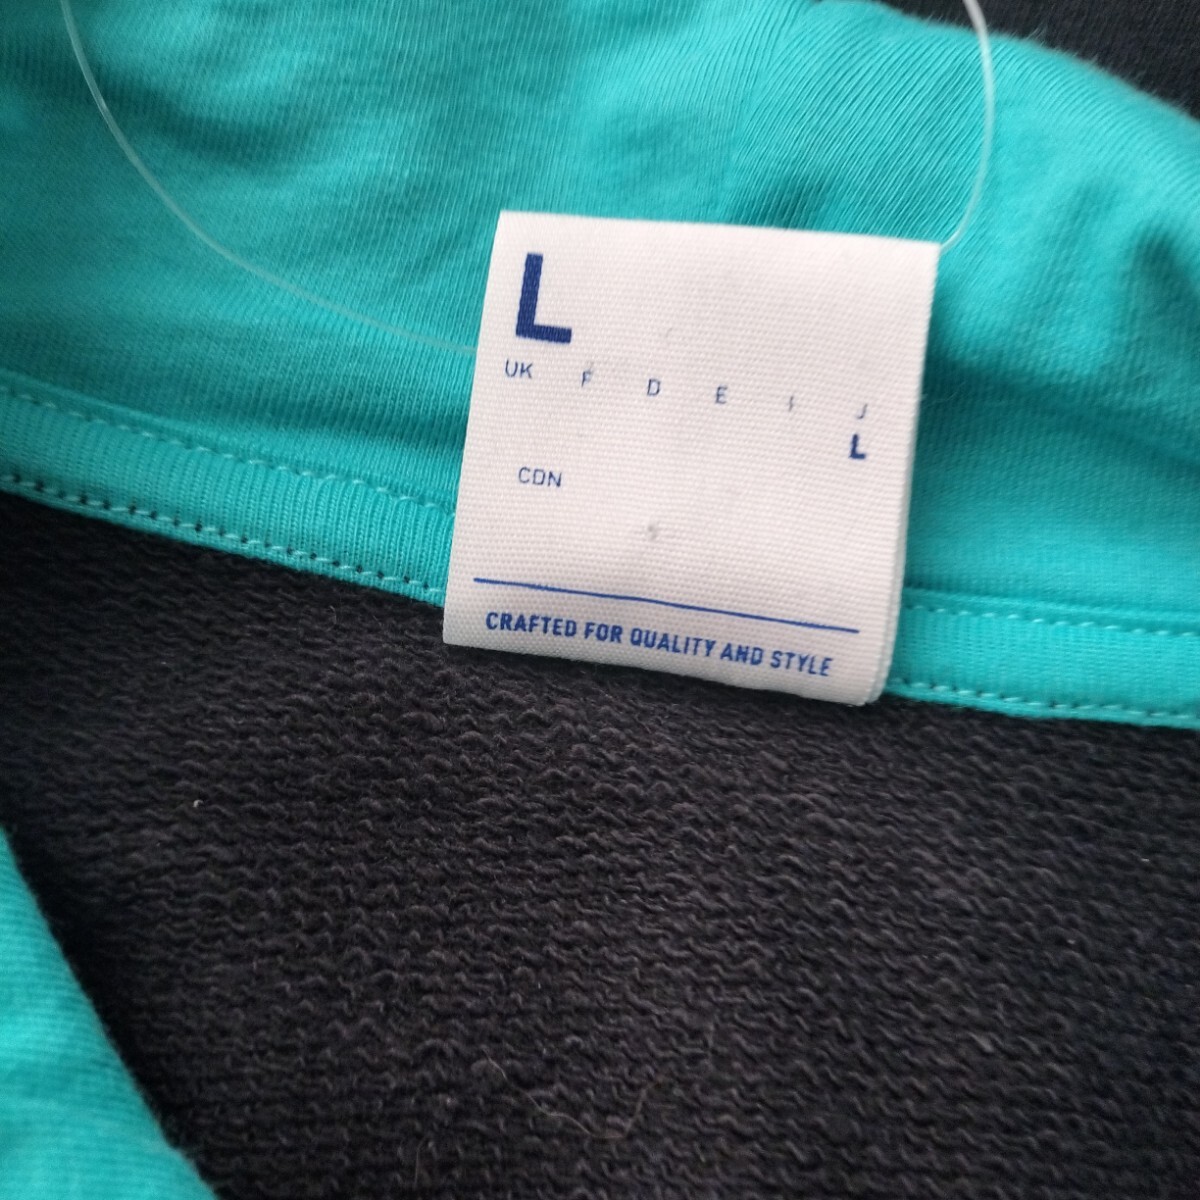 L
UK F D E I J
L
CDN
CRAFTED FOR QUALITY AND STYLE